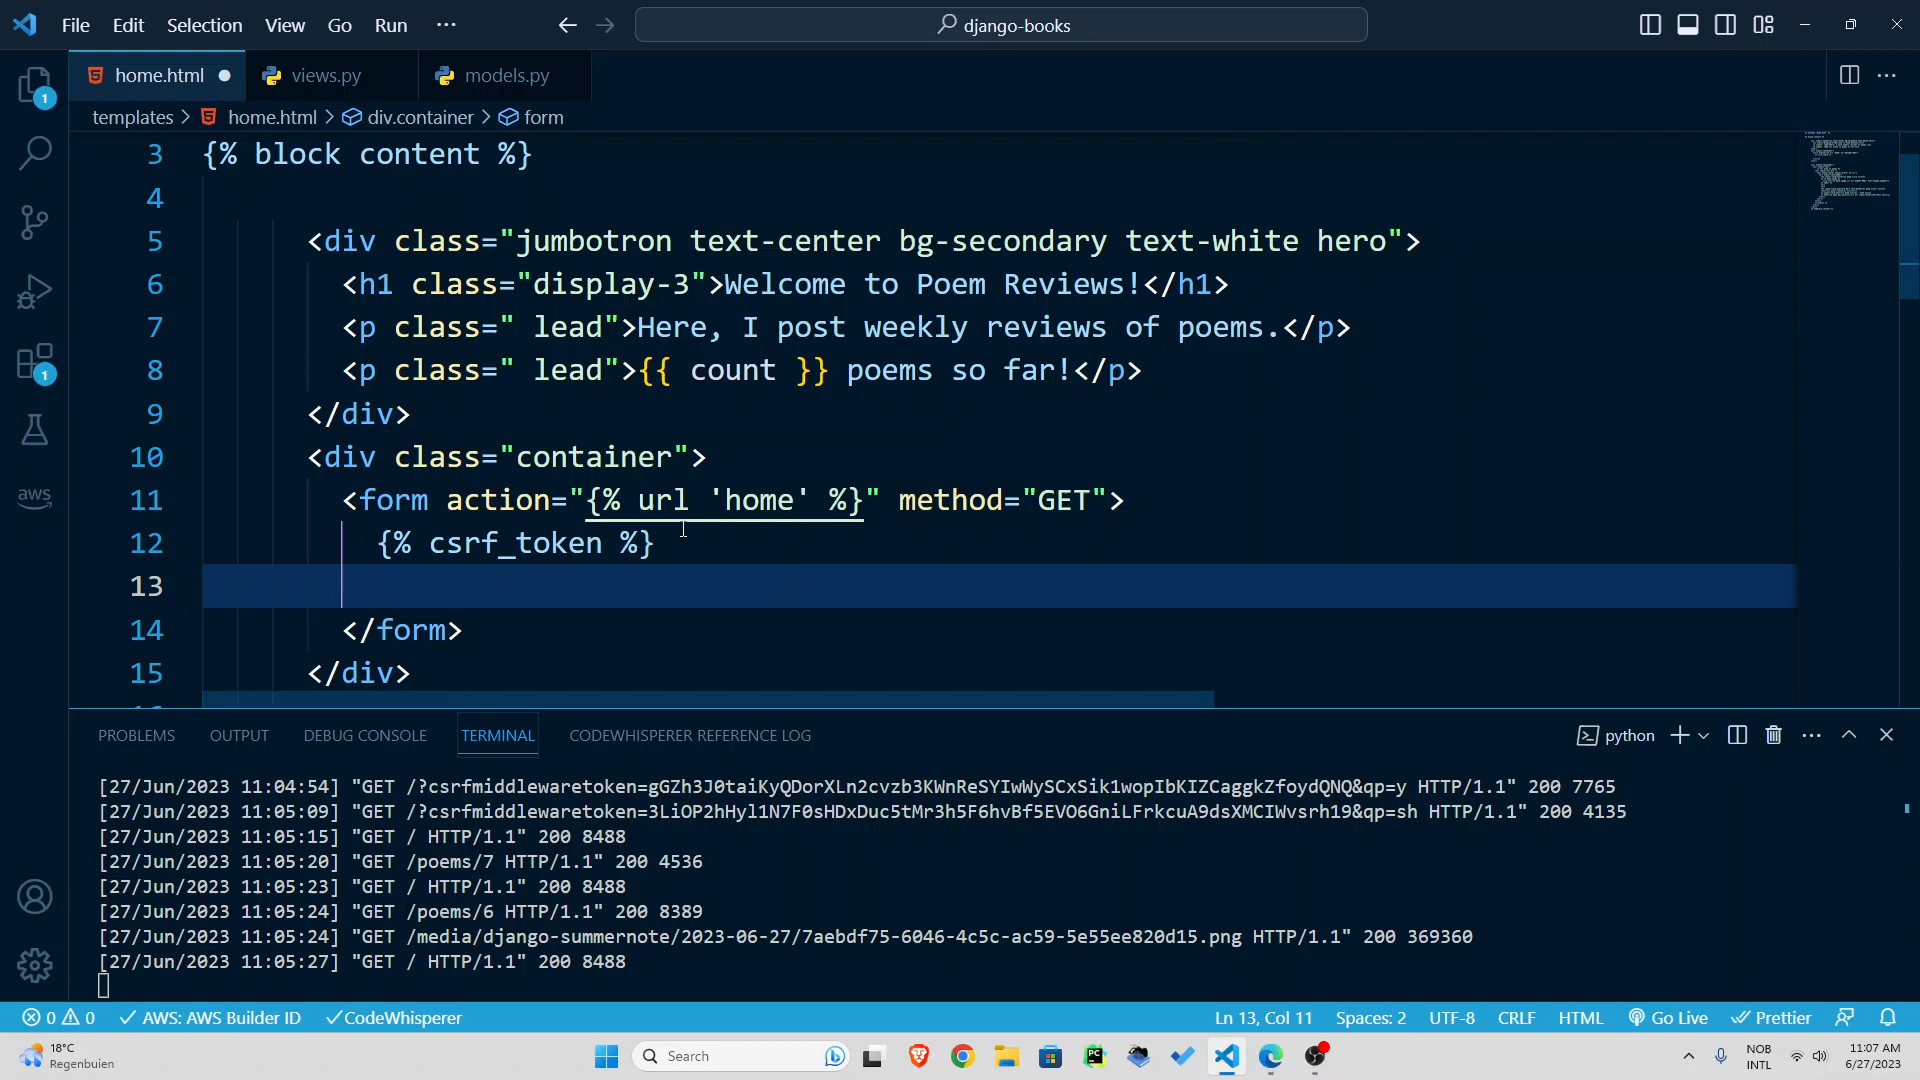 File Edit Selection View Go Run ···
django-books
home.html
views.py
models.py
templates > home.html > div.container > form
3 {% block content %}
4
5 <div class="jumbotron text-center bg-secondary text-white hero">
6 <h1 class="display-3">Welcome to Poem Reviews!</h1>
7 <p class=" lead">Here, I post weekly reviews of poems.</p>
8 <p class=" lead">{{ count }} poems so far!</p>
9 </div>
10 <div class="container">
11 <form action="{% url 'home' %}" method="GET">
12 {% csrf_token %}
13
14 </form>
15 </div>
1
1
aws
PROBLEMS OUTPUT DEBUG CONSOLE TERMINAL CODEWHISPERER REFERENCE LOG
python
[27/Jun/2023 11:04:54] "GET /?csrfmiddlewaretoken=gGZh3J0taiKyQDorXLn2cvzb3KWnReSYIwWySCxSik1wopIbKIZCaggkZfoydQNQ&qp=y HTTP/1.1" 200 7765
[27/Jun/2023 11:05:09] "GET /?csrfmiddlewaretoken=3LiOP2hHyl1N7F0sHDxDuc5tMr3h5F6hvBf5EVO6GniLFrkcuA9dsXMCIWvsrh19&qp=sh HTTP/1.1" 200 4135
[27/Jun/2023 11:05:15] "GET / HTTP/1.1" 200 8488
[27/Jun/2023 11:05:20] "GET /poems/7 HTTP/1.1" 200 4536
[27/Jun/2023 11:05:23] "GET / HTTP/1.1" 200 8488
[27/Jun/2023 11:05:24] "GET /poems/6 HTTP/1.1" 200 8389
[27/Jun/2023 11:05:24] "GET /media/django-summernote/2023-06-27/7aebdf75-6046-4c5c-ac59-5e55ee820d15.png HTTP/1.1" 200 369360
[27/Jun/2023 11:05:27] "GET / HTTP/1.1" 200 8488
0 0 AWS: AWS Builder ID CodeWhisperer Ln 13, Col 11 Spaces: 2 UTF-8 CRLF HTML Go Live Prettier
18°C
Regenbuien
Search
PC
NOB
INTL
11:07 AM
6/27/2023